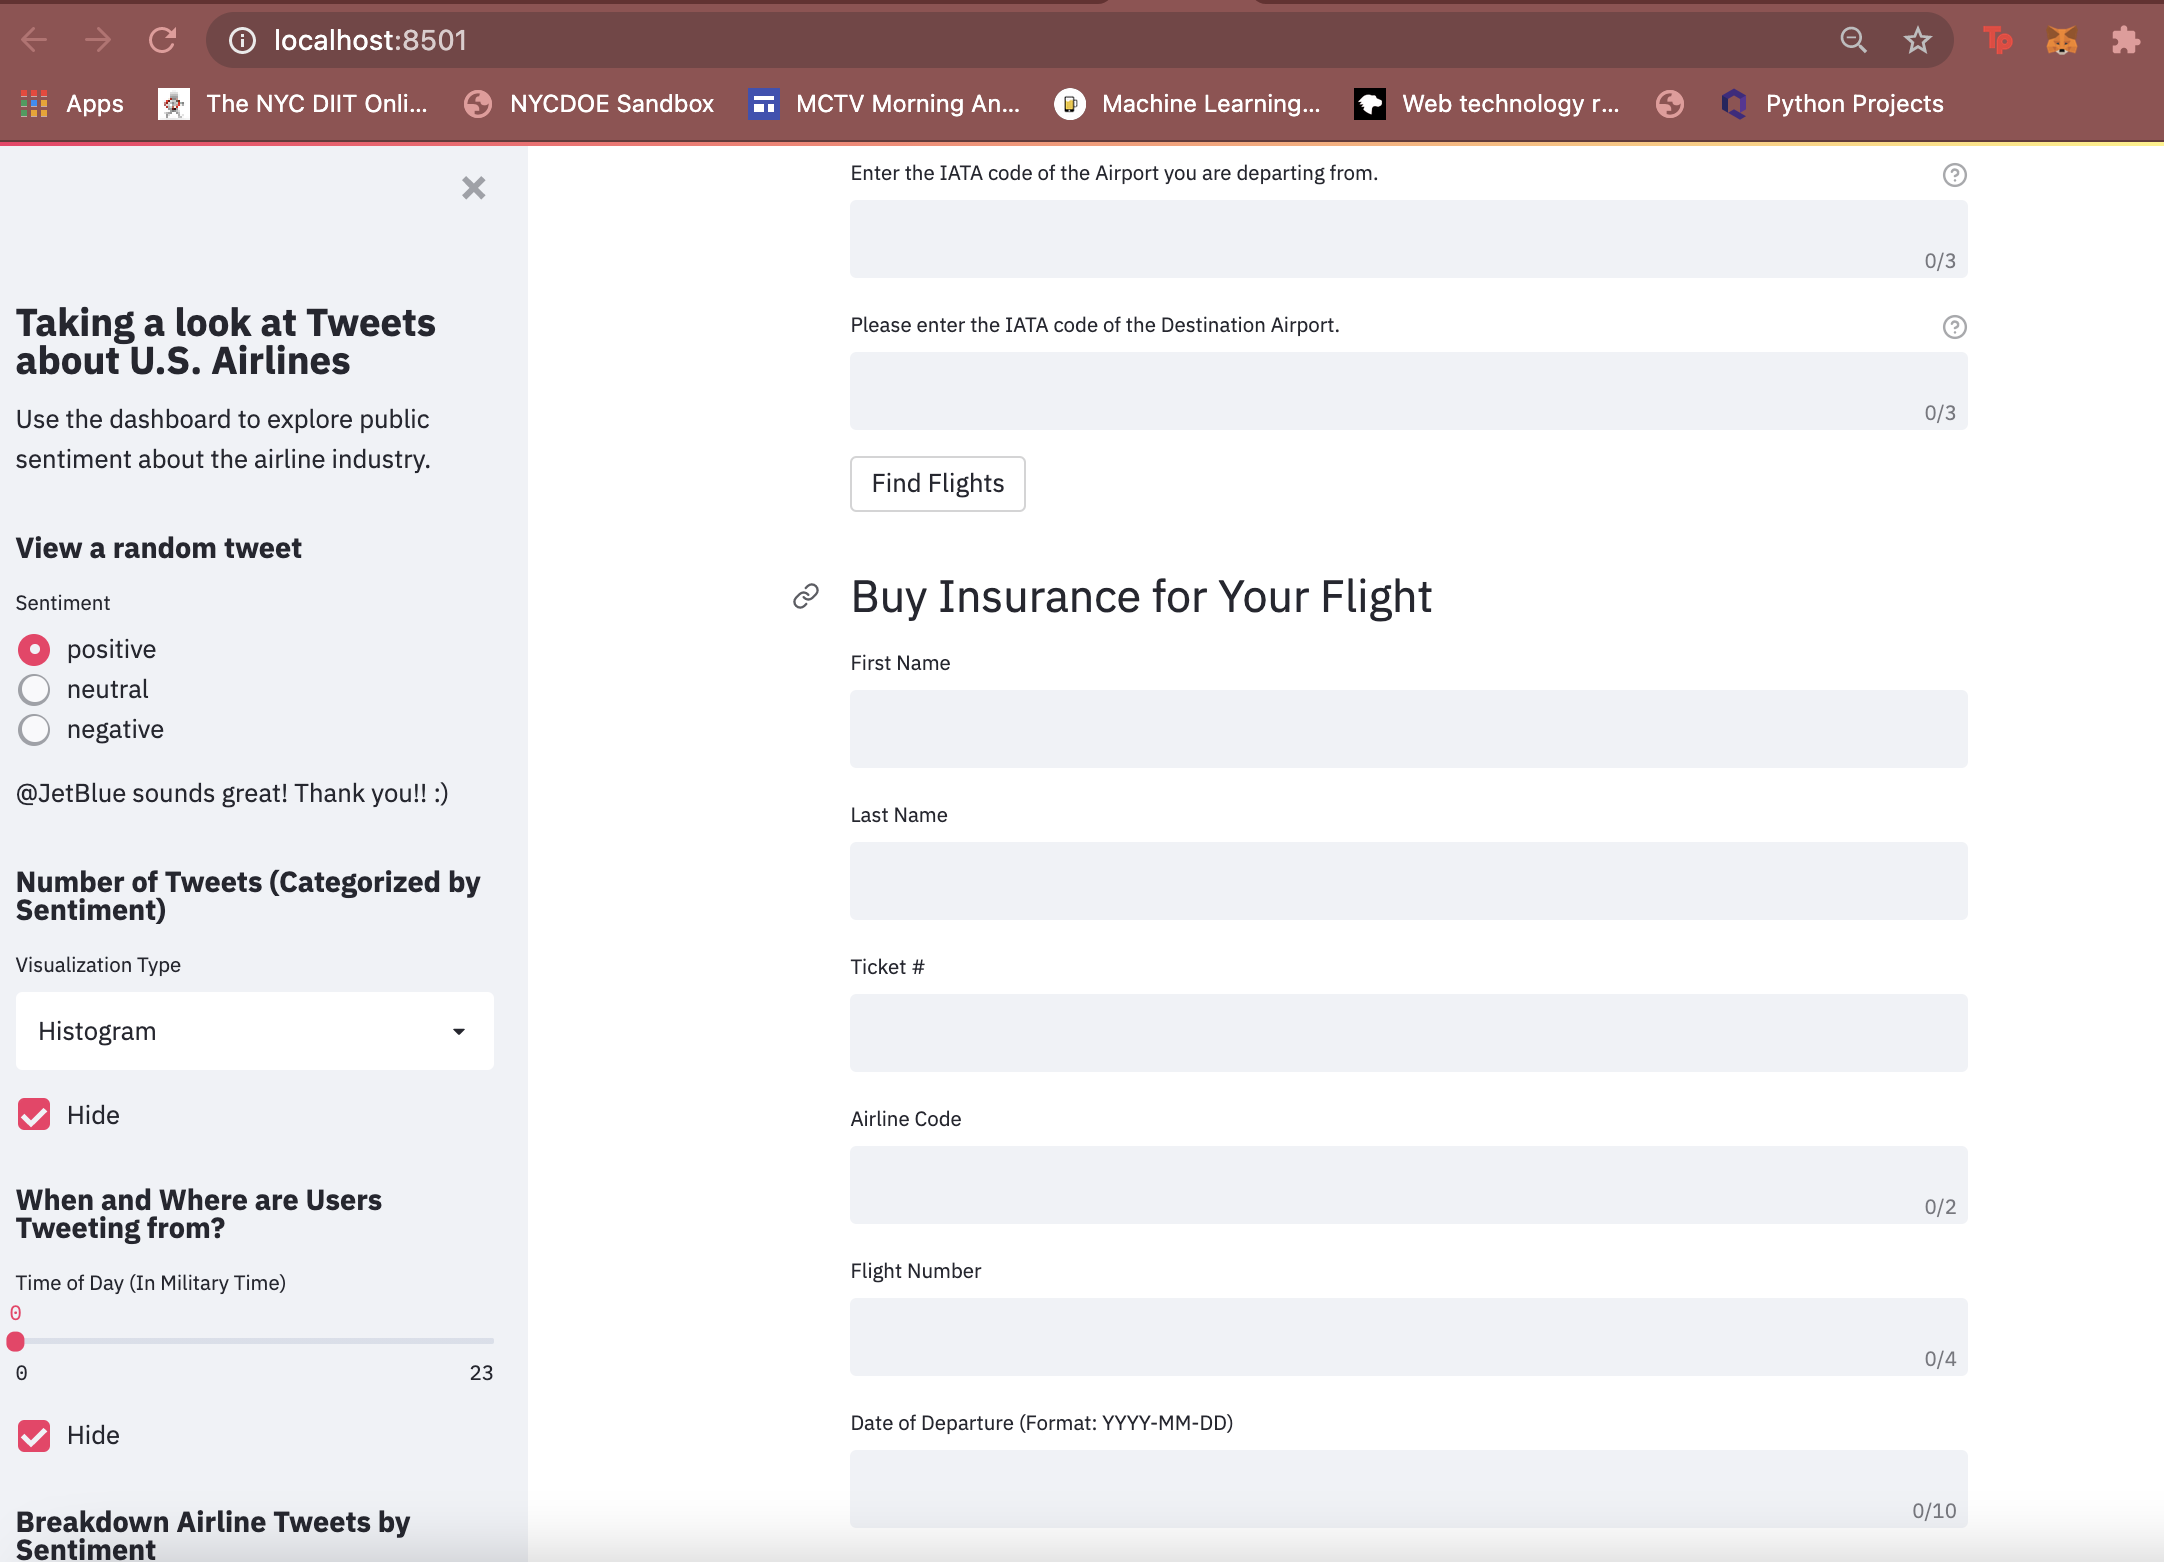 localhost:8501
Tp
Apps
The NYC DIIT Onli...
NYCDOE Sandbox
MCTV Morning An...
Machine Learning...
Web technology r...
Python Projects
Taking a look at Tweets
about U.S. Airlines
Use the dashboard to explore public
sentiment about the airline industry.
View a random tweet
Sentiment
positive
neutral
negative
@JetBlue sounds great! Thank you!! :)
Number of Tweets (Categorized by
Sentiment)
Visualization Type
Histogram
Hide
When and Where are Users
Tweeting from?
Time of Day (In Military Time)
0
0 23
Hide
Breakdown Airline Tweets by
Sentiment
Enter the IATA code of the Airport you are departing from.
0/3
Please enter the IATA code of the Destination Airport.
0/3
Find Flights
Buy Insurance for Your Flight
First Name
Last Name
Ticket #
Airline Code
0/2
Flight Number
0/4
Date of Departure (Format: YYYY-MM-DD)
0/10